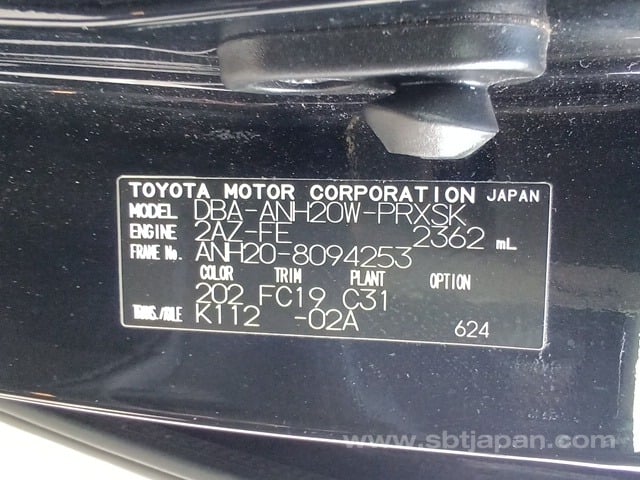 TOYOTA MOTOR CORPORATION JAPAN
MODEL DBA-ANH20W-PRXSK
ENGINE 2AZ-FE 2362 mL
FRAME No. ANH20-8094253
COLOR TRIM PLANT OPTION
202 FC19 C31
TRANS./AXLE K112 -02A 624
www.sbtjapan.com